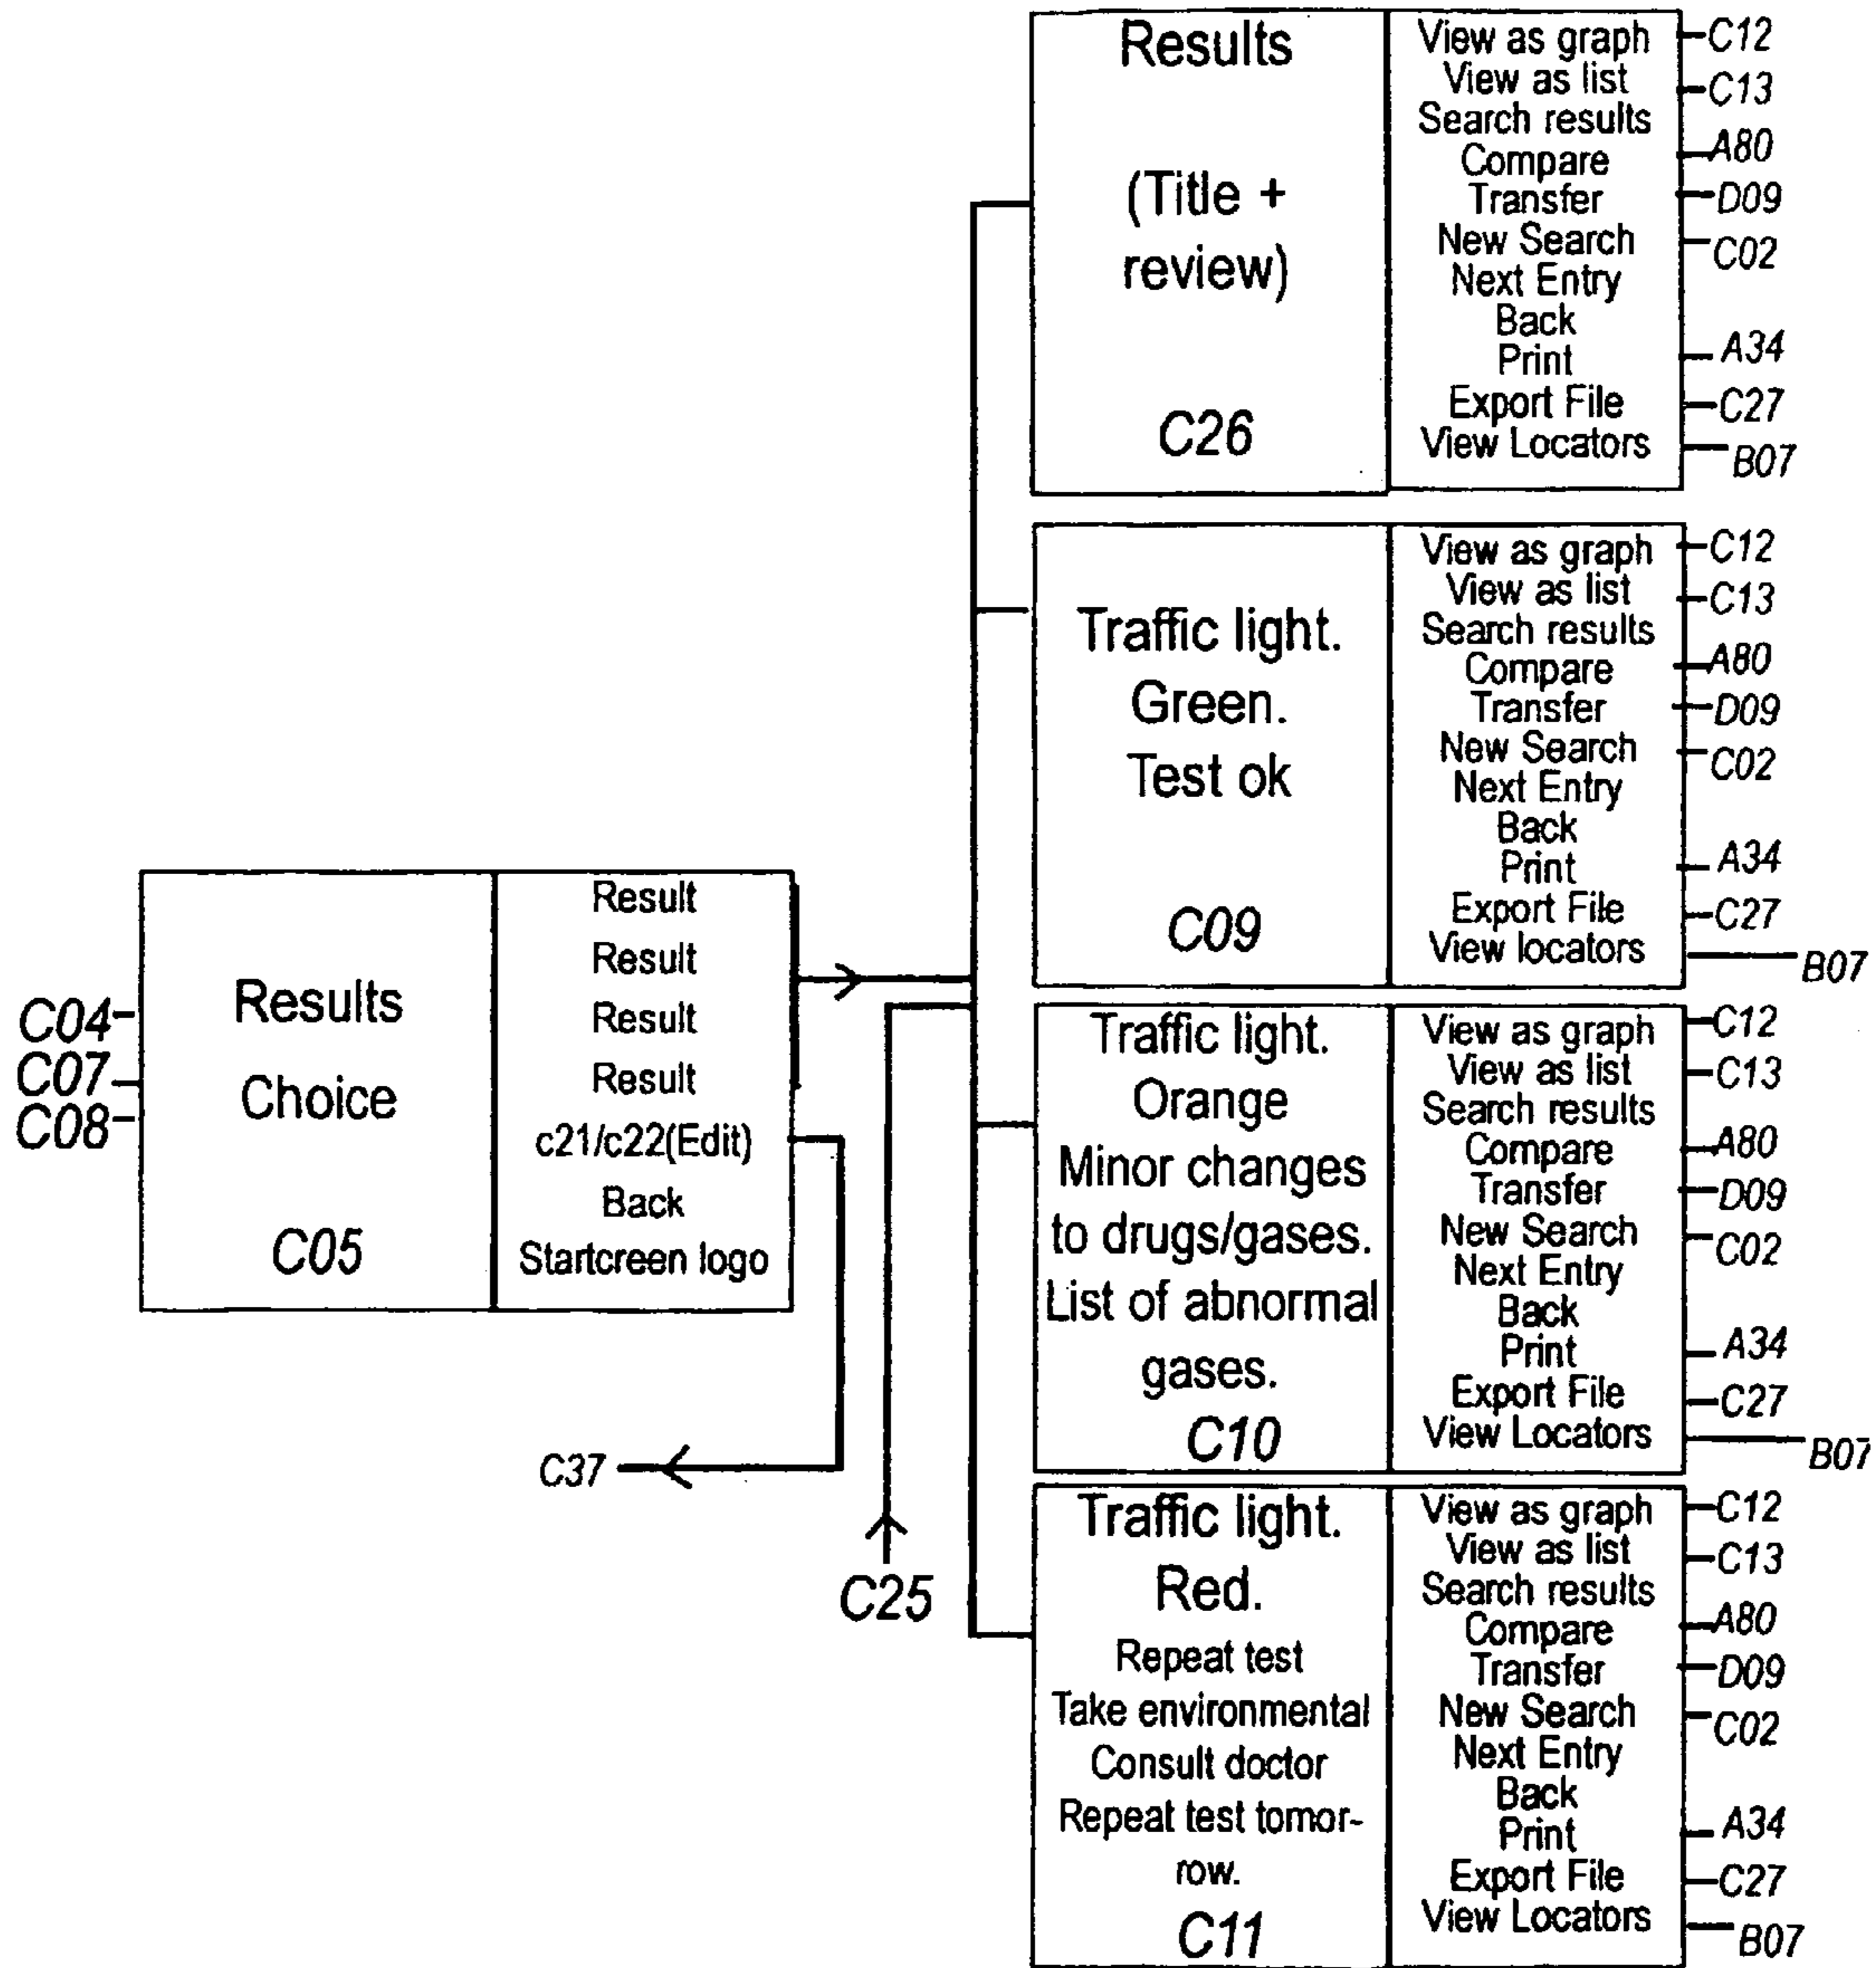 Results
(Title +
review)
C26
View as graph
View as list
Search results
Compare
Transfer
New Search
Next Entry
Back
Print
Export File
View Locators
C12
C13
A80
D09
C02
A34
C27
B07
Traffic light.
Green.
Test ok
C09
View as graph
View as list
Search results
Compare
Transfer
New Search
Next Entry
Back
Print
Export File
View locators
C12
C13
A80
D09
C02
A34
C27
B07
C04
C07
C08
Results
Choice
C05
Result
Result
Result
Result
c21/c22(Edit)
Back
Startcreen logo
C37
C25
Traffic light.
Orange
Minor changes
to drugs/gases.
List of abnormal
gases.
C10
View as graph
View as list
Search results
Compare
Transfer
New Search
Next Entry
Back
Print
Export File
View Locators
C12
C13
A80
D09
C02
A34
C27
B07
Traffic light.
Red.
Repeat test
Take environmental
Consult doctor
Repeat test tomor-
row.
C11
View as graph
View as list
Search results
Compare
Transfer
New Search
Next Entry
Back
Print
Export File
View Locators
C12
C13
A80
D09
C02
A34
C27
B07